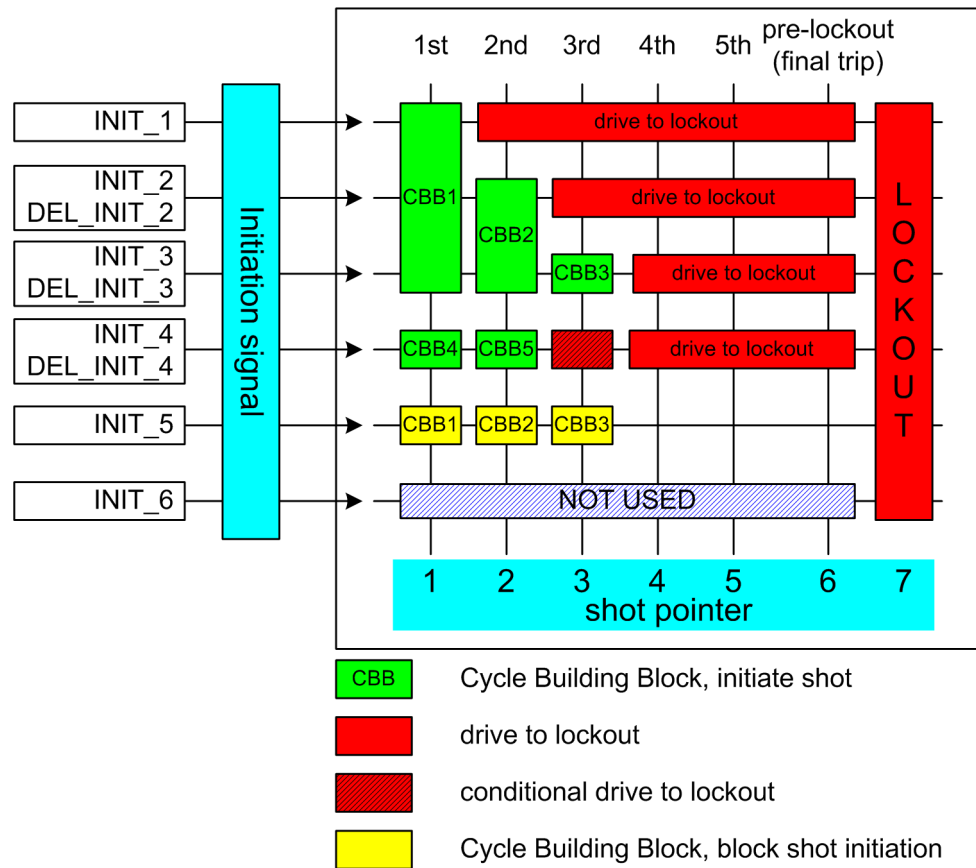 1st 2nd 3rd 4th 5th pre-lockout
(final trip)
INIT_1
drive to lockout
INIT_2
DEL_INIT_2
CBB1
drive to lockout
CBB2
INIT_3
DEL_INIT_3
CBB3
drive to lockout
INIT_4
DEL_INIT_4
CBB4 CBB5 drive to lockout
INIT_5
CBB1 CBB2 CBB3
INIT_6
NOT USED
Initiation signal
LOCKOUT
1 2 3 4 5 6 7
shot pointer
CBB Cycle Building Block, initiate shot
drive to lockout
conditional drive to lockout
Cycle Building Block, block shot initiation